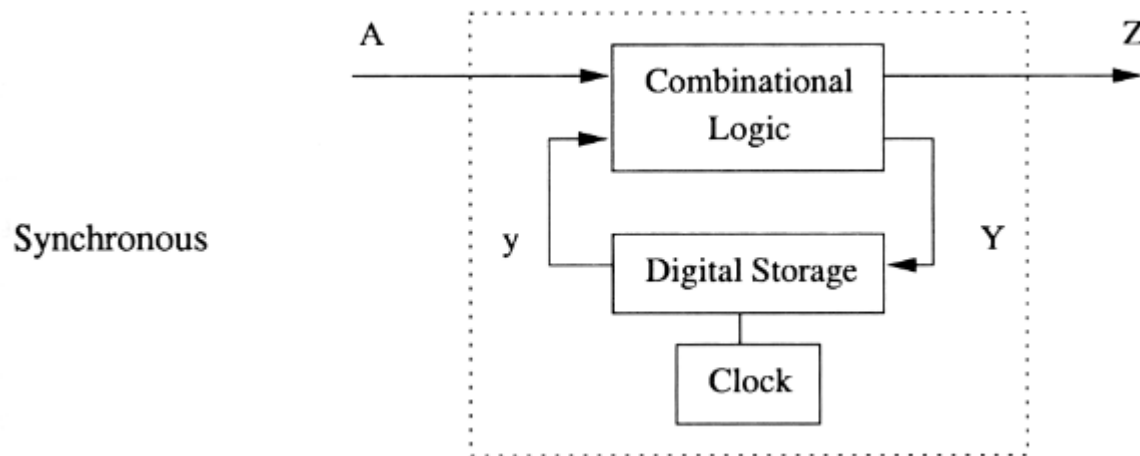 A
Z
Combinational
Logic
Synchronous
y
Y
Digital Storage
Clock